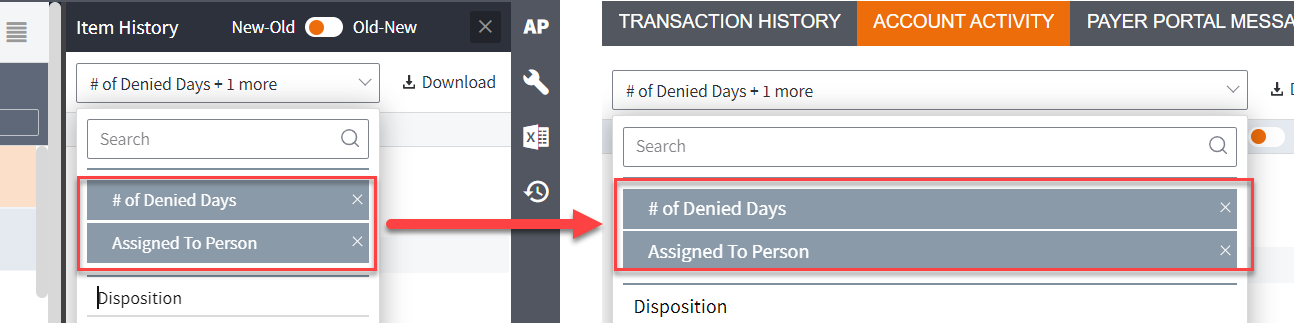 Item History New-Old Old-New
# of Denied Days + 1 more Download
Search
# of Denied Days
Assigned To Person
Disposition
AP
X
TRANSACTION HISTORY ACCOUNT ACTIVITY PAYER PORTAL MESSA
# of Denied Days + 1 more
Search
# of Denied Days
Assigned To Person
Disposition